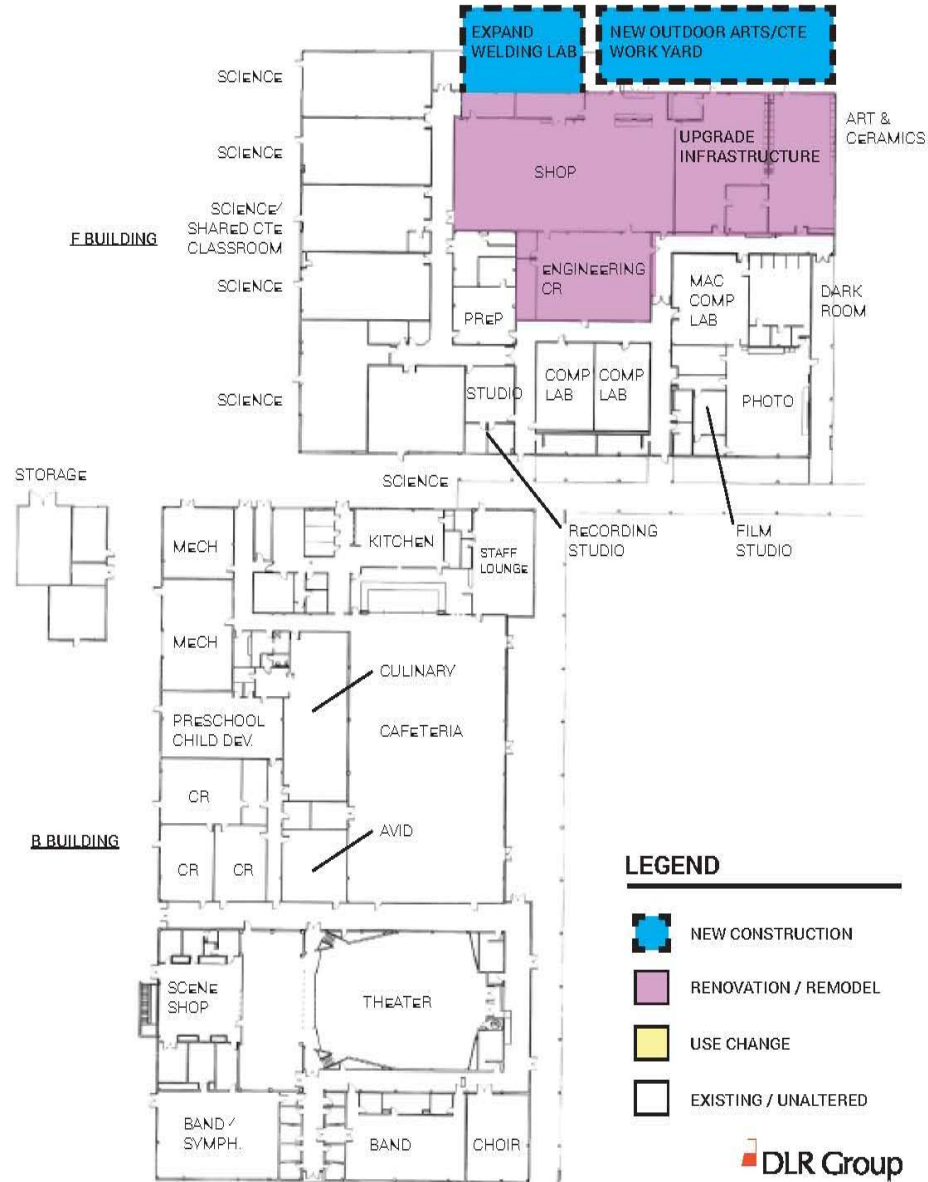 EXPAND
WELDING LAB
NEW OUTDOOR ARTS/CTE
WORK YARD
SCIENCE
ART &
CERAMICS
UPGRADE
INFRASTRUCTURE
SCIENCE
SHOP
SCIENCE/
SHARED CTE
CLASSROOM
F BUILDING
ENGINEERING
CR
SCIENCE
MAC
COMP
LAB
DARK
ROOM
PREP
COMP
LAB
COMP
LAB
STUDIO
PHOTO
SCIENCE
SCIENCE
STORAGE
RECORDING
STUDIO
FILM
STUDIO
MECH
KITCHEN
STAFF
LOUNGE
MECH
CULINARY
PRESCHOOL
CHILD DEV.
CAFETERIA
CR
AVID
B BUILDING
CR
CR
LEGEND
NEW CONSTRUCTION
RENOVATION / REMODEL
USE CHANGE
EXISTING / UNALTERED
SCENE
SHOP
THEATER
BAND /
SYMPH.
BAND
CHOIR
DLR Group